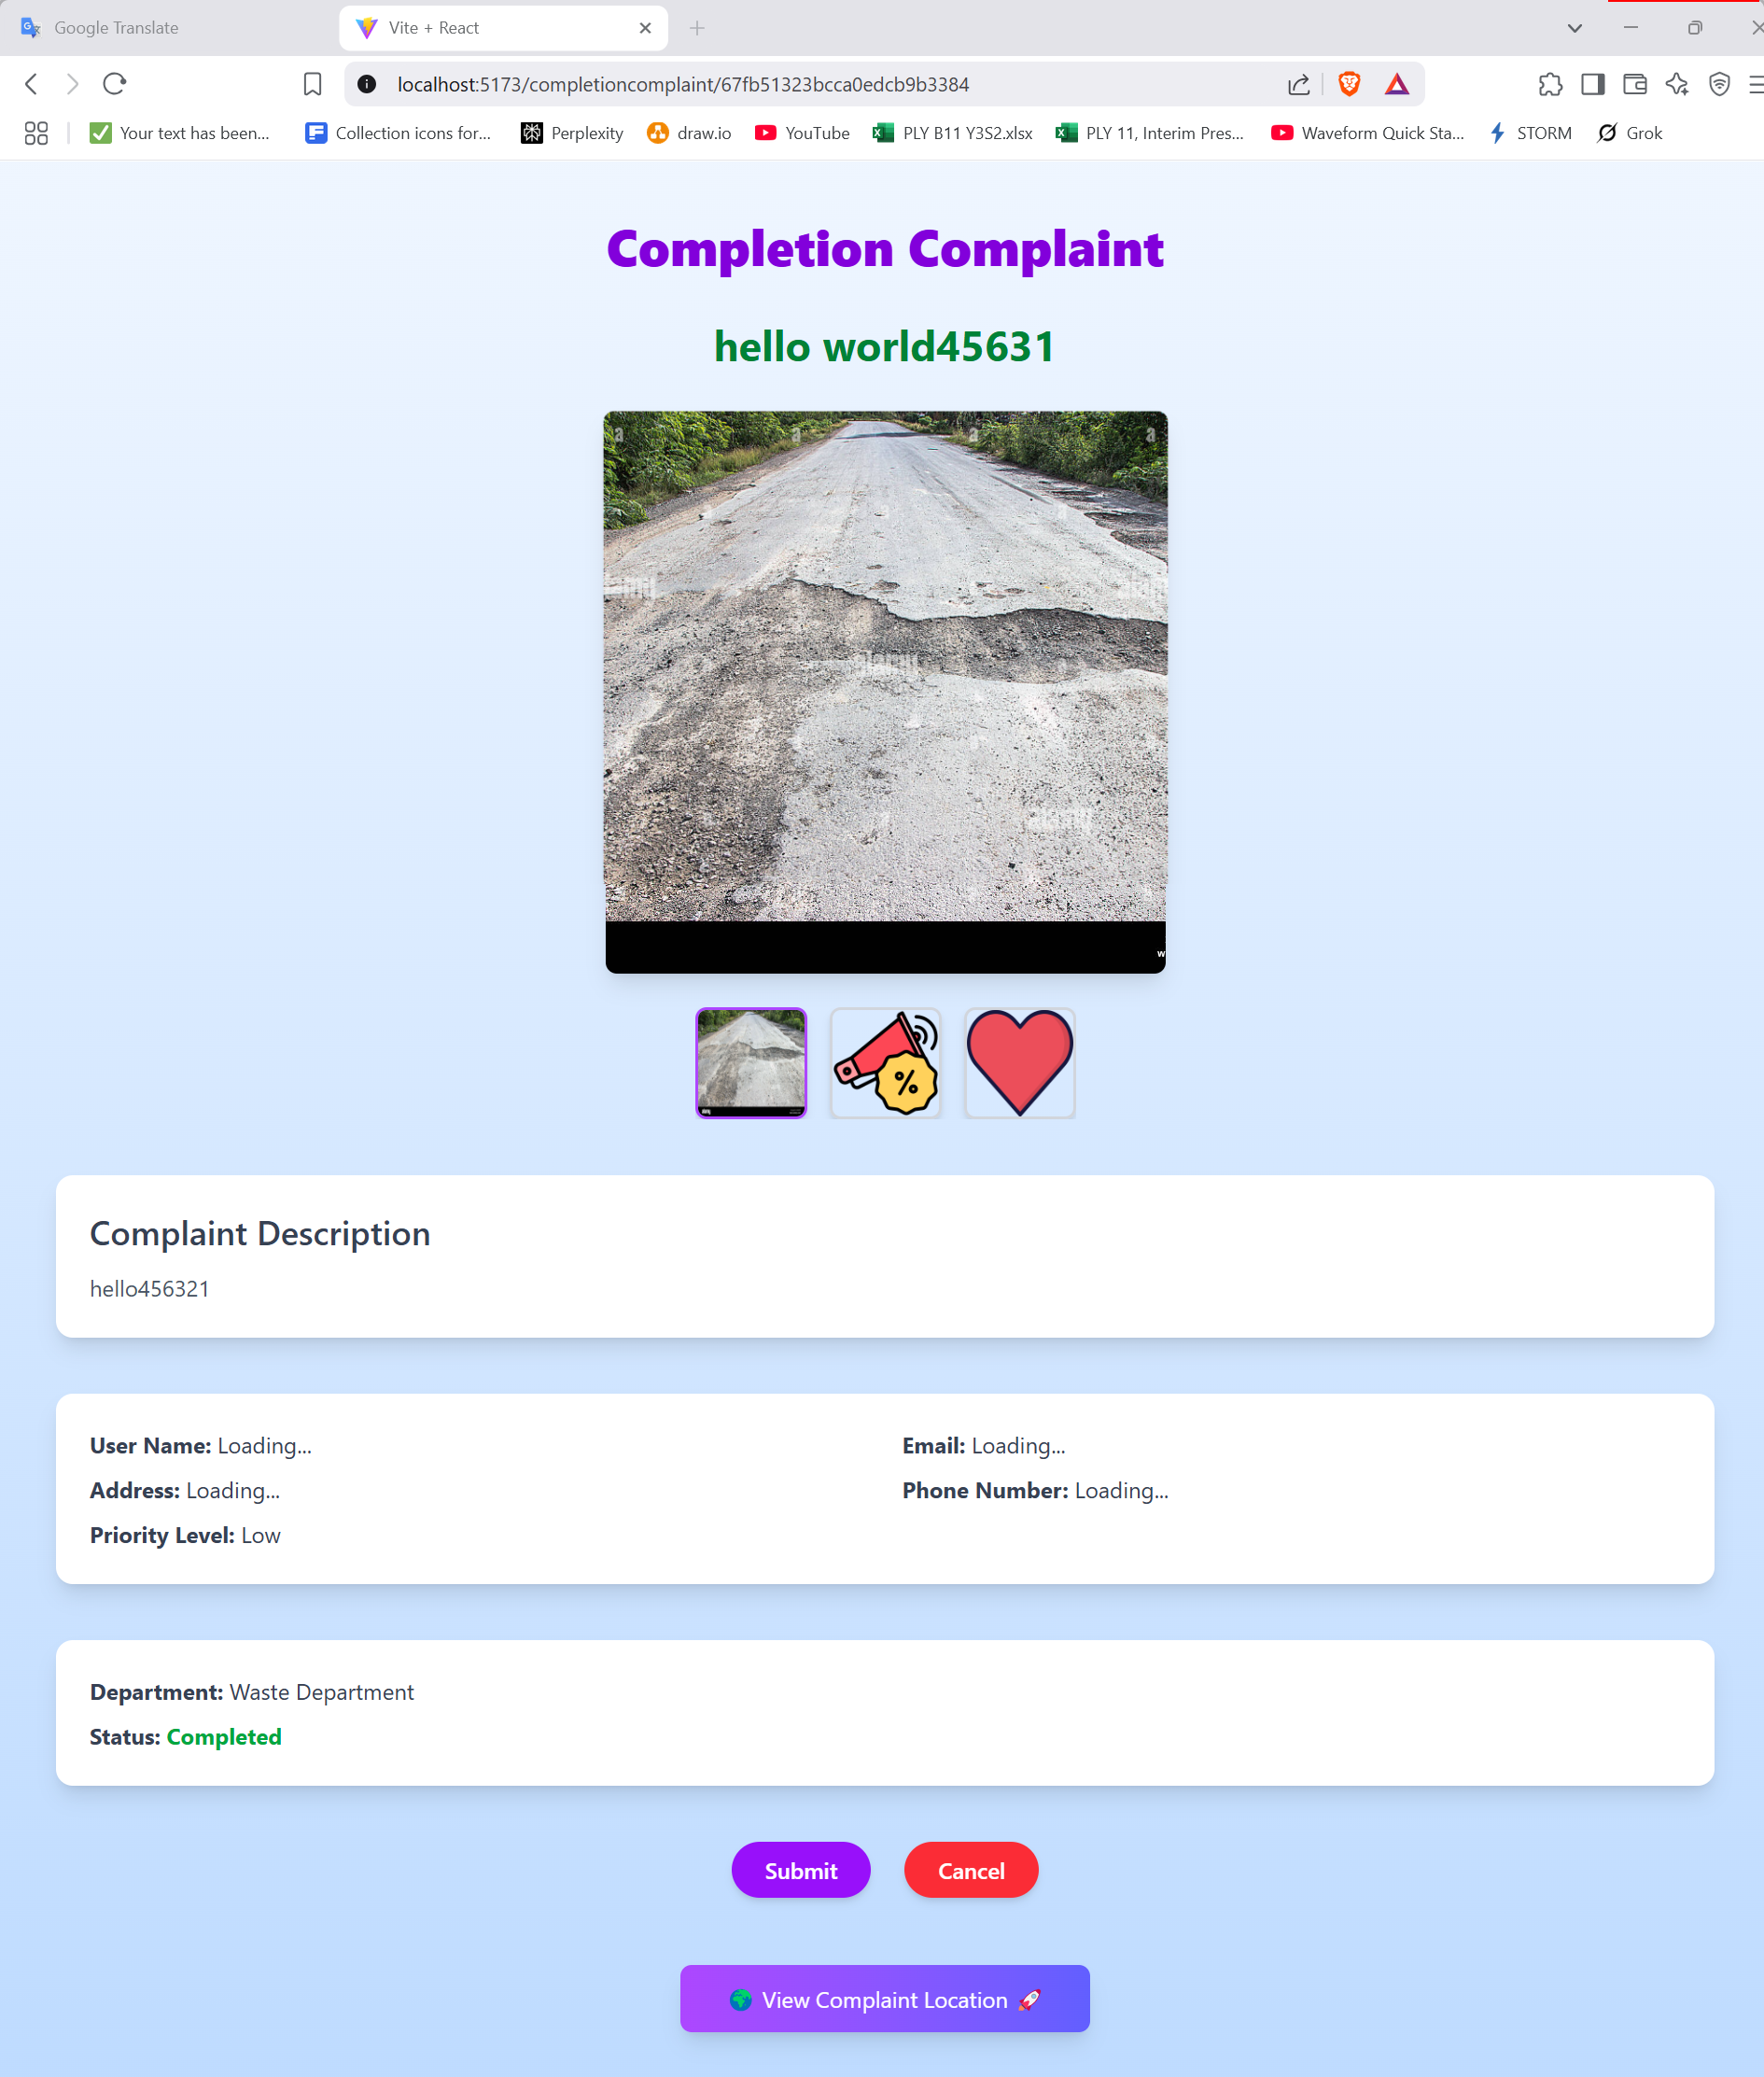 Google Translate
Vite + React
localhost:5173/completioncomplaint/67fb51323bcca0edcb9b3384
Your text has been...
Collection icons for...
Perplexity
draw.io
YouTube
PLY B11 Y3S2.xlsx
PLY 11, Interim Pres...
Waveform Quick Sta...
STORM
Grok
Completion Complaint
hello world45631
a a a a
alamy
w
%
Complaint Description
hello456321
User Name: Loading...
Email: Loading...
Address: Loading...
Phone Number: Loading...
Priority Level: Low
Department: Waste Department
Status: Completed
Submit
Cancel
View Complaint Location